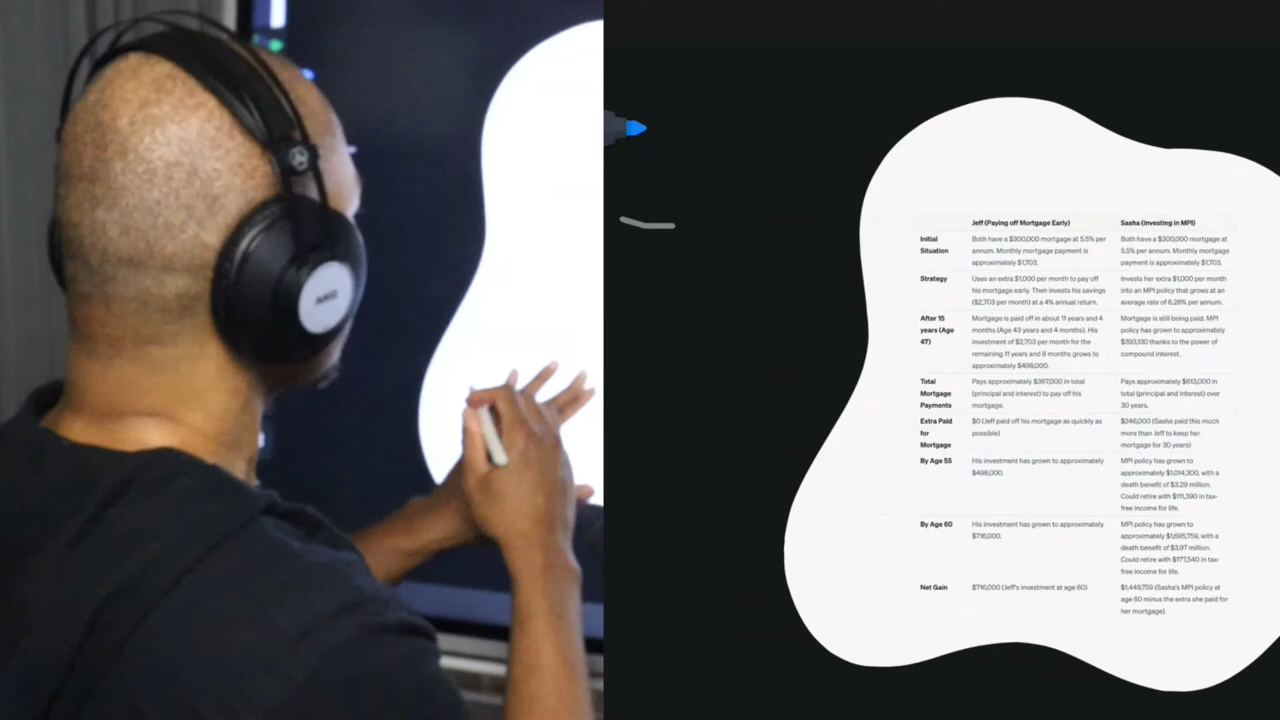 Jeff (Paying off Mortgage Early)
Sasha (Investing in MPI)
Initial
Situation
Both have a $300,000 mortgage at 5.5% per
annum. Monthly mortgage payment is
approximately $1,703.
Both have a $300,000 mortgage at
5.5% per annum. Monthly mortgage
payment is approximately $1,703.
Strategy
Uses an extra $1,000 per month to pay off
his mortgage early. Then invests his savings
($2,703 per month) at a 4% annual return.
Invests her extra $1,000 per month
into an MPI policy that grows at an
average rate of 6.28% per annum.
After 15
years (Age
47)
Mortgage is paid off in about 11 years and 4
months (Age 43 years and 4 months). His
investment of $2,703 per month for the
remaining 11 years and 8 months grows to
approximately $498,000.
Mortgage is still being paid. MPI
policy has grown to approximately
$393,130 thanks to the power of
compound interest.
Total
Mortgage
Payments
Pays approximately $367,000 in total
(principal and interest) to pay off his
mortgage.
Pays approximately $613,000 in
total (principal and interest) over
30 years.
Extra Paid
for
Mortgage
$0 (Jeff paid off his mortgage as quickly as
possible)
$246,000 (Sasha paid this much
more than Jeff to keep her
mortgage for 30 years)
By Age 55
His investment has grown to approximately
$498,000.
MPI policy has grown to
approximately $1,014,300, with a
death benefit of $3.29 million.
Could retire with $111,390 in tax-
free income for life.
By Age 60
His investment has grown to approximately
$716,000.
MPI policy has grown to
approximately $1,695,759, with a
death benefit of $3.97 million.
Could retire with $177,540 in tax-
free income for life.
Net Gain
$716,000 (Jeff's investment at age 60)
$1,449,759 (Sasha's MPI policy at
age 60 minus the extra she paid for
her mortgage)